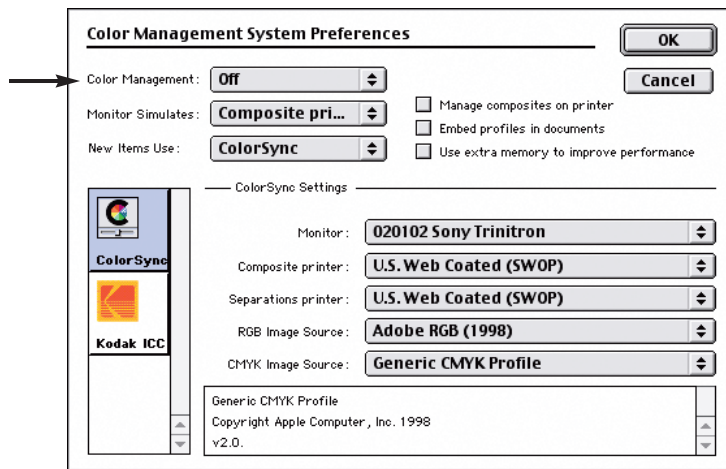 Color Management System Preferences
OK
Color Management: Off
Cancel
Monitor Simulates: Composite pri...
Manage composites on printer
Embed profiles in documents
New Items Use: ColorSync
Use extra memory to improve performance
ColorSync
Kodak ICC
ColorSync Settings
Monitor: 020102 Sony Trinitron
Composite printer: U.S. Web Coated (SWOP)
Separations printer: U.S. Web Coated (SWOP)
RGB Image Source: Adobe RGB (1998)
CMYK Image Source: Generic CMYK Profile
Generic CMYK Profile
Copyright Apple Computer, Inc. 1998
v2.0.